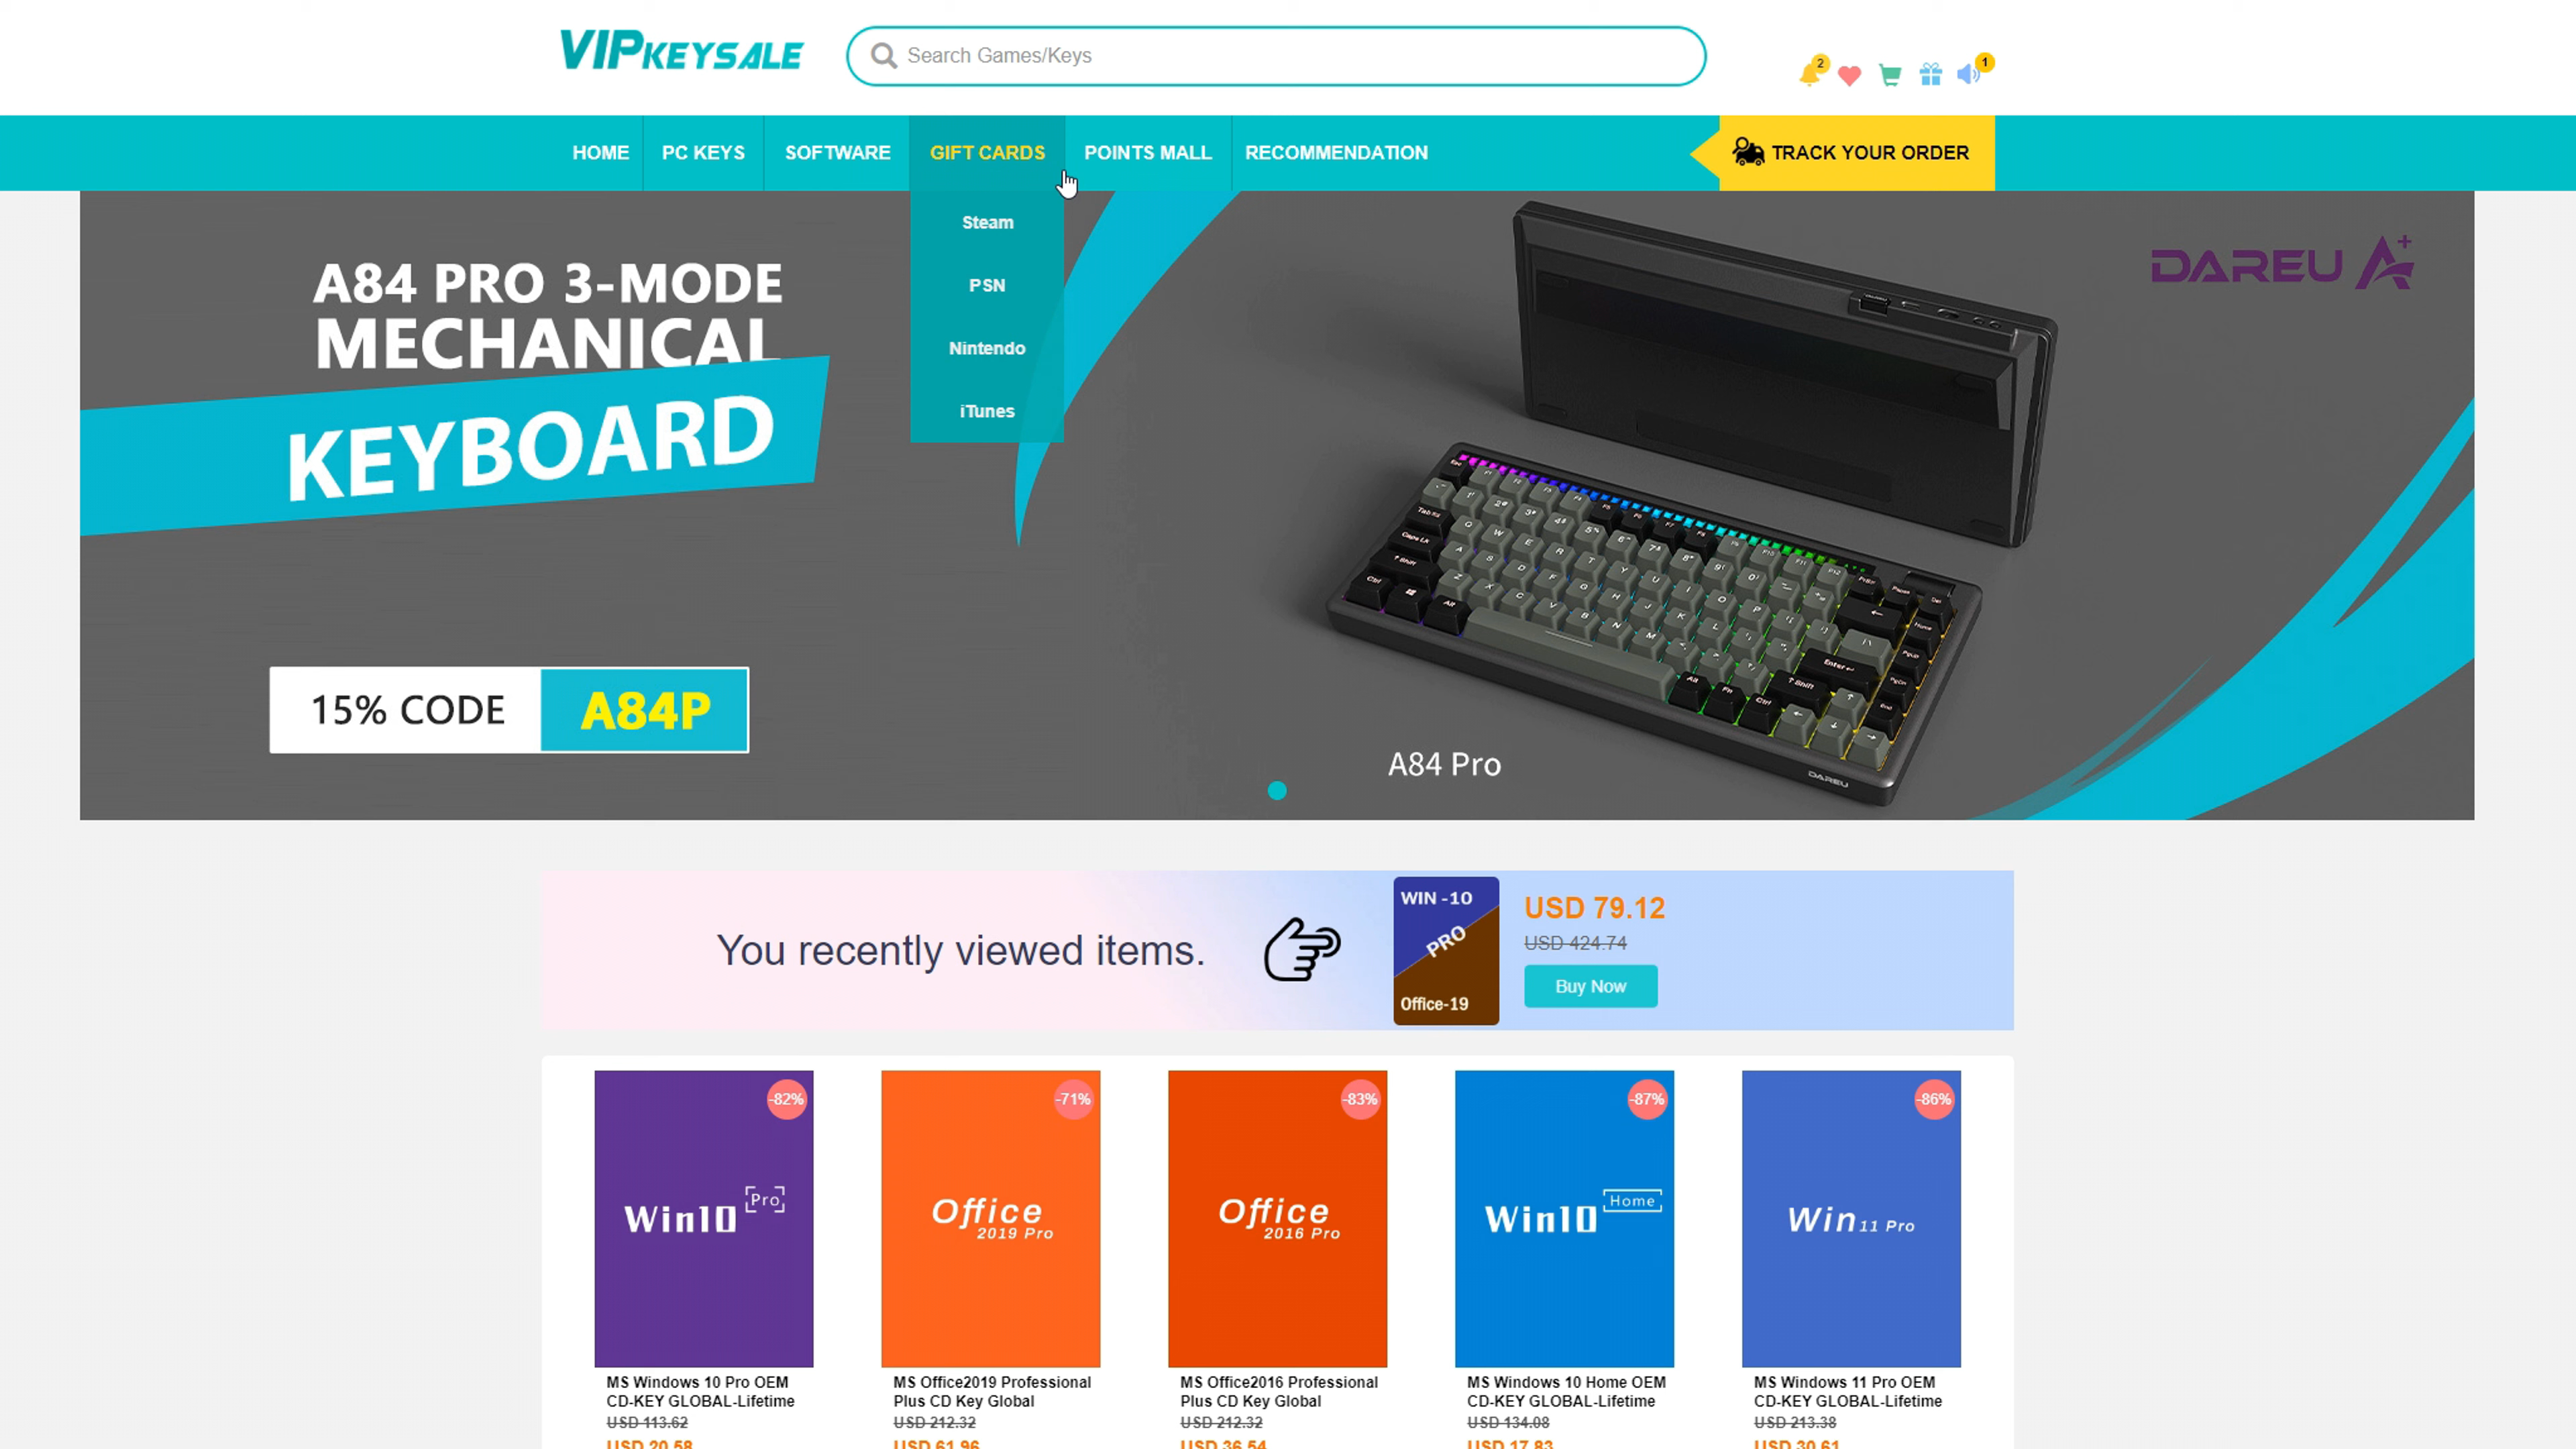 VIPKEYSALE
Search Games/Keys
2
1
HOME
PC KEYS
SOFTWARE
GIFT CARDS
POINTS MALL
RECOMMENDATION
TRACK YOUR ORDER
Steam
PSN
Nintendo
iTunes
A84 PRO 3-MODE
MECHANICAL
KEYBOARD
15% CODE
A84P
DAREU A+
A84 Pro
DAREU
You recently viewed items.
WIN -10
PRO
Office-19
USD 79.12
USD 424.74
Buy Now
-82%
Win10 Pro
MS Windows 10 Pro OEM
CD-KEY GLOBAL-Lifetime
USD 113.62
USD 20.58
-71%
Office
2019 Pro
MS Office2019 Professional
Plus CD Key Global
USD 212.32
USD 61.96
-83%
Office
2016 Pro
MS Office2016 Professional
Plus CD Key Global
USD 212.32
USD 36.54
-87%
Win10 Home
MS Windows 10 Home OEM
CD-KEY GLOBAL-Lifetime
USD 134.08
USD 17.83
-86%
Win 11 Pro
MS Windows 11 Pro OEM
CD-KEY GLOBAL-Lifetime
USD 213.38
USD 30.61